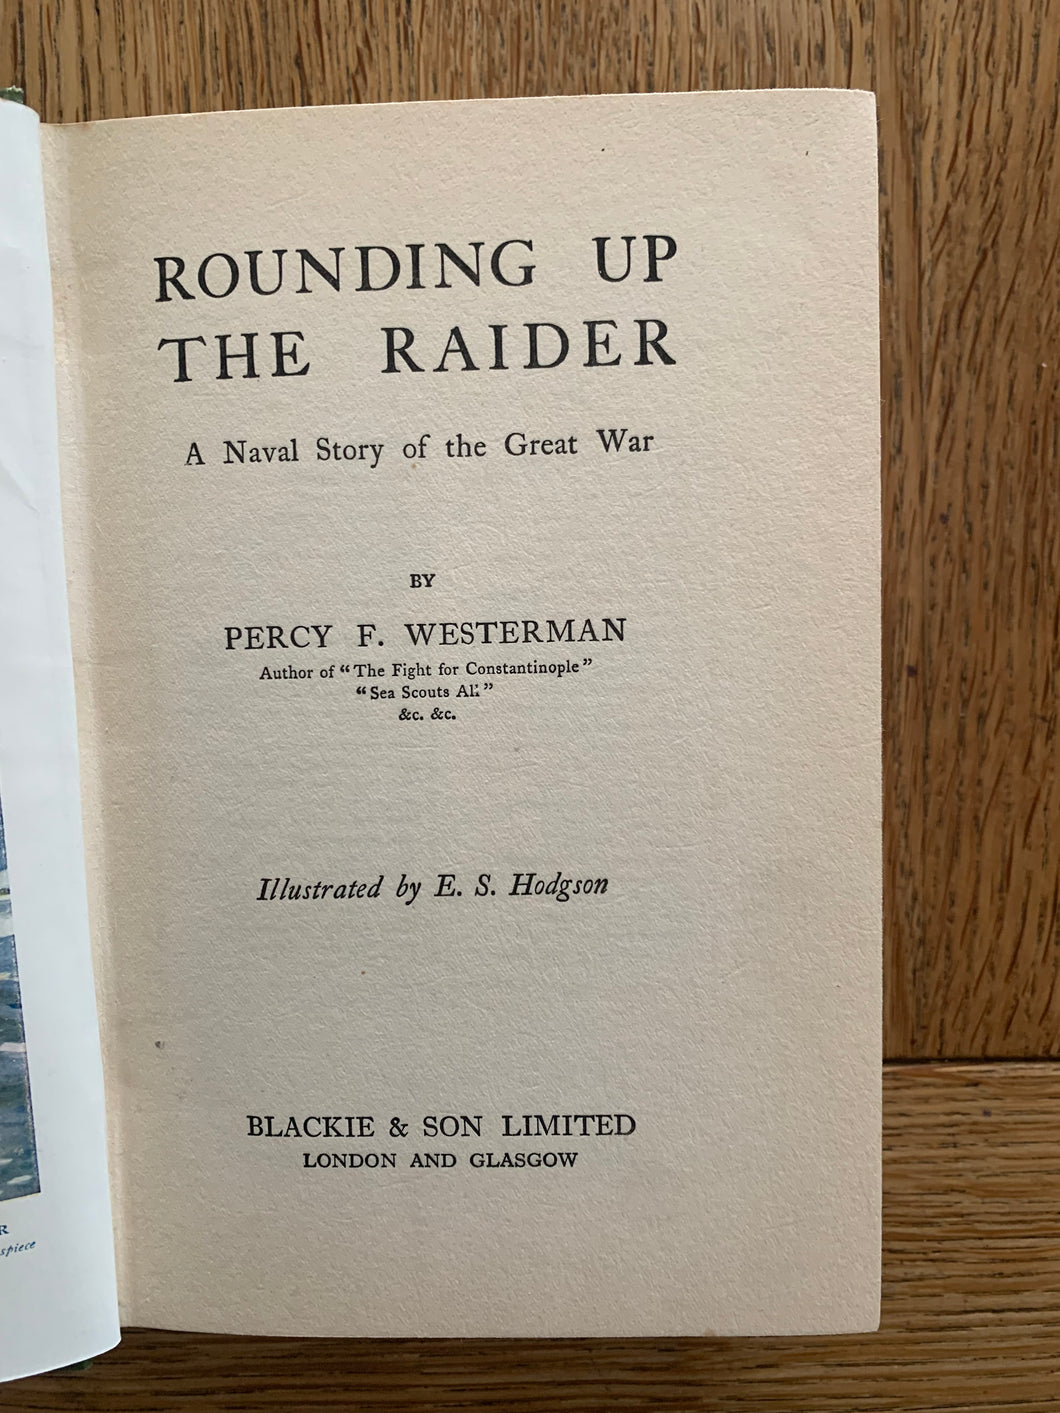 ROUNDING UP
THE RAIDER
A Naval Story of the Great War
BY
PERCY F. WESTERMAN
Author of “The Fight for Constantinople”
“Sea Scouts All”
&c. &c.
Illustrated by E. S. Hodgson
BLACKIE & SON LIMITED
LONDON AND GLASGOW
R
spiece